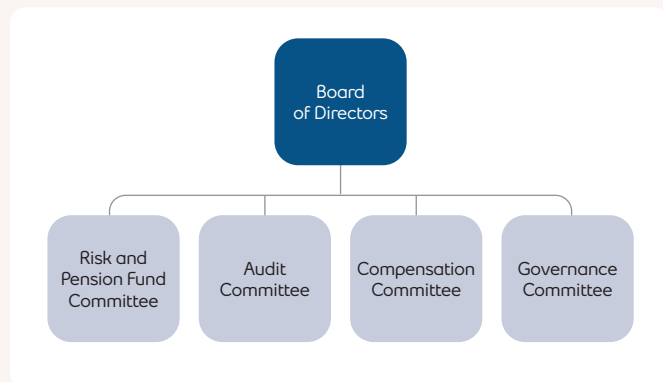 Board
of Directors
Risk and
Pension Fund
Committee
Audit
Committee
Compensation
Committee
Governance
Committee